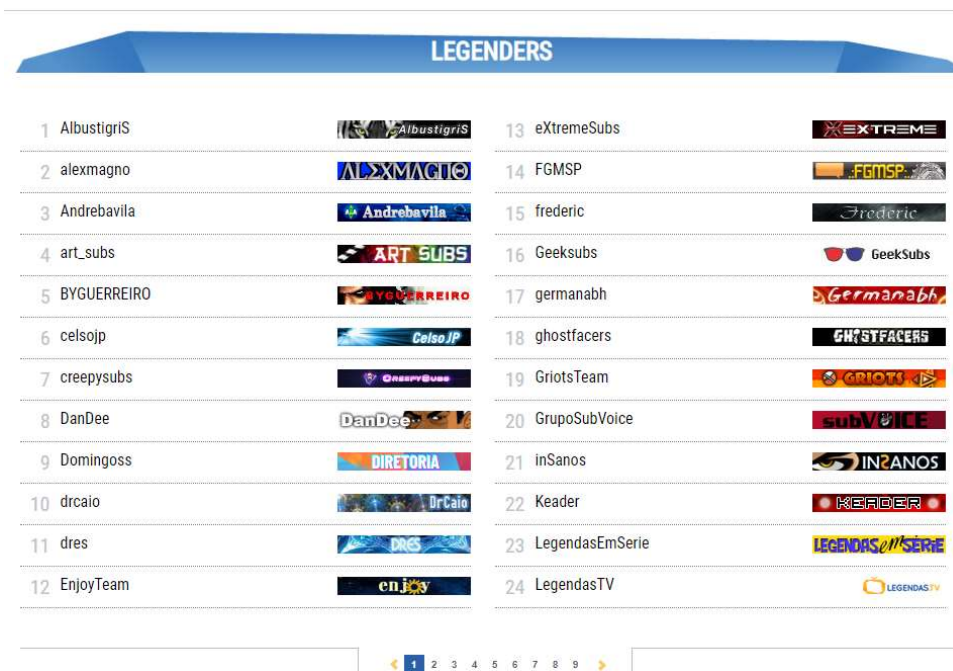 LEGENDERS
1 AlbustigriS AlbustigriS
2 alexmagno ALEXMAGNO
3 Andrebavila Andrebavila
4 art_subs ART SUBS
5 BYGUERREIRO BYGUERREIRO
6 celsojp CelsoJP
7 creepysubs CREEPYSUBS
8 DanDee DanDee
9 Domingoss DIRETORIA
10 drcaio DrCaio
11 dres DRES
12 EnjoyTeam enjoy
13 eXtremeSubs EXTREME
14 FGMSP .:FGMSP:.
15 frederic Frederic
16 Geeksubs GeekSubs
17 germanabh Germanabh
18 ghostfacers GHOSTFACERS
19 GriotsTeam GRIOTS
20 GrupoSubVoice subVOICE
21 inSanos INSANOS
22 Keader KEADER
23 LegendasEmSerie LEGENDAS em SÉRIE
24 LegendasTV LEGENDAS.TV
1 2 3 4 5 6 7 8 9